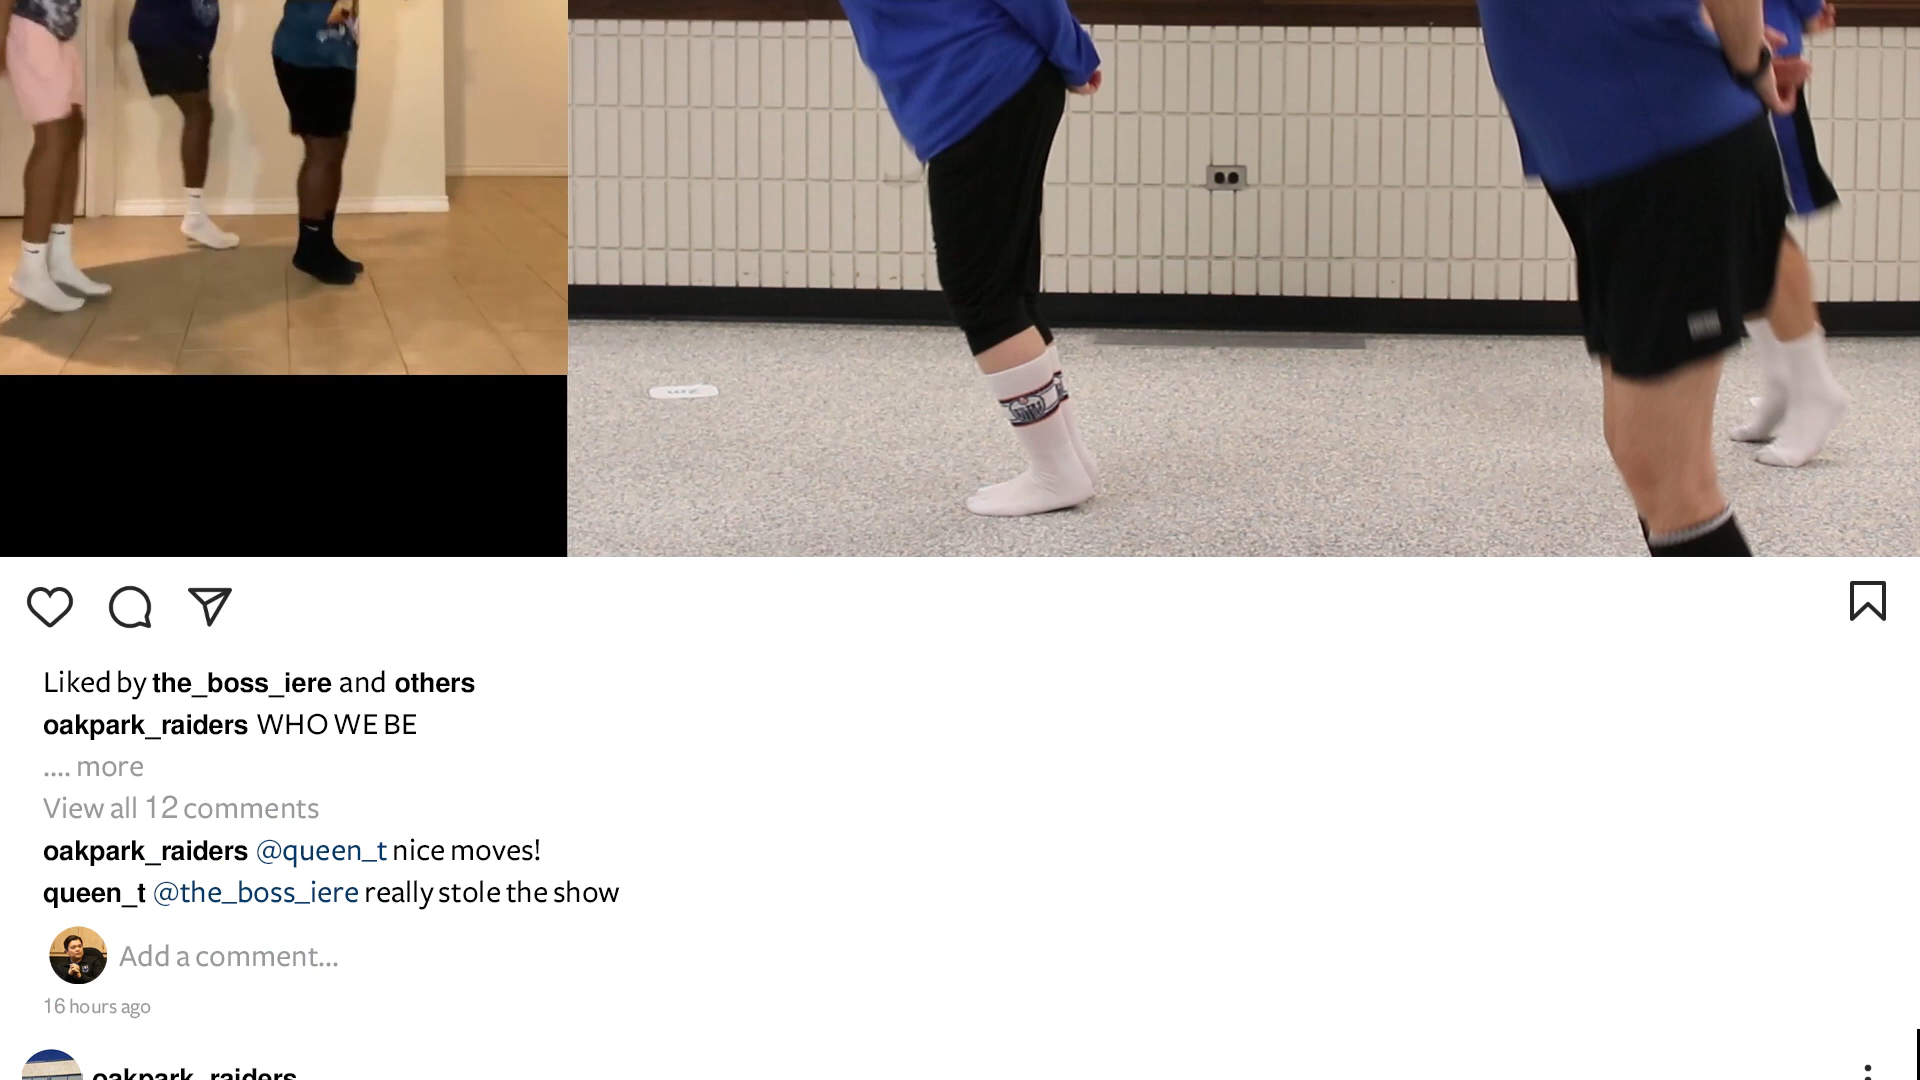 Liked by the_boss_iere and others
oakpark_raiders WHO WE BE
.... more
View all 12 comments
oakpark_raiders @queen_t nice moves!
queen_t @the_boss_iere really stole the show
Add a comment...
16 hours ago
oakpark_raiders